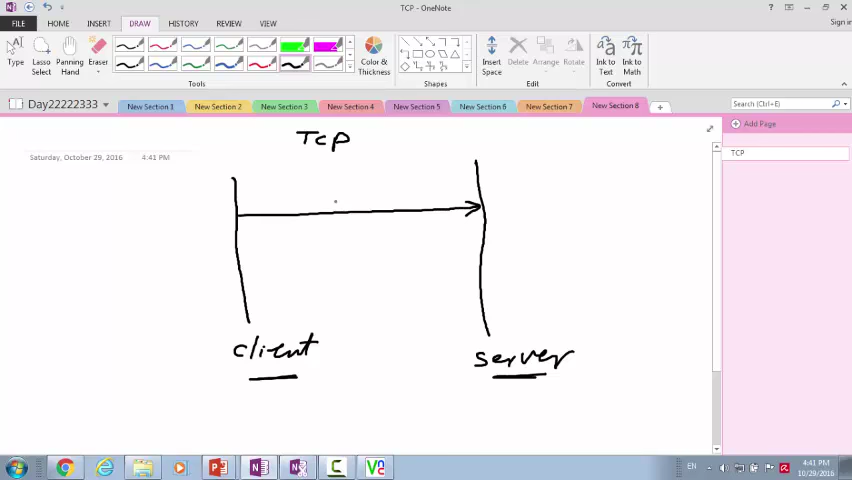 TCP - OneNote
FILE HOME INSERT DRAW HISTORY REVIEW VIEW
Sign in
Type
Lasso Select
Panning Hand
Eraser
Color & Thickness
Insert Space
Delete
Arrange
Rotate
Ink to Text
Ink to Math
Tools
Shapes
Edit
Convert
Day22222333
New Section 1 New Section 2 New Section 3 New Section 4 New Section 5 New Section 6 New Section 7 New Section 8
Search (Ctrl+E)
Add Page
TCP
TCP
Saturday, October 29, 2016 4:41 PM
client
server
EN
4:41 PM
10/29/2016